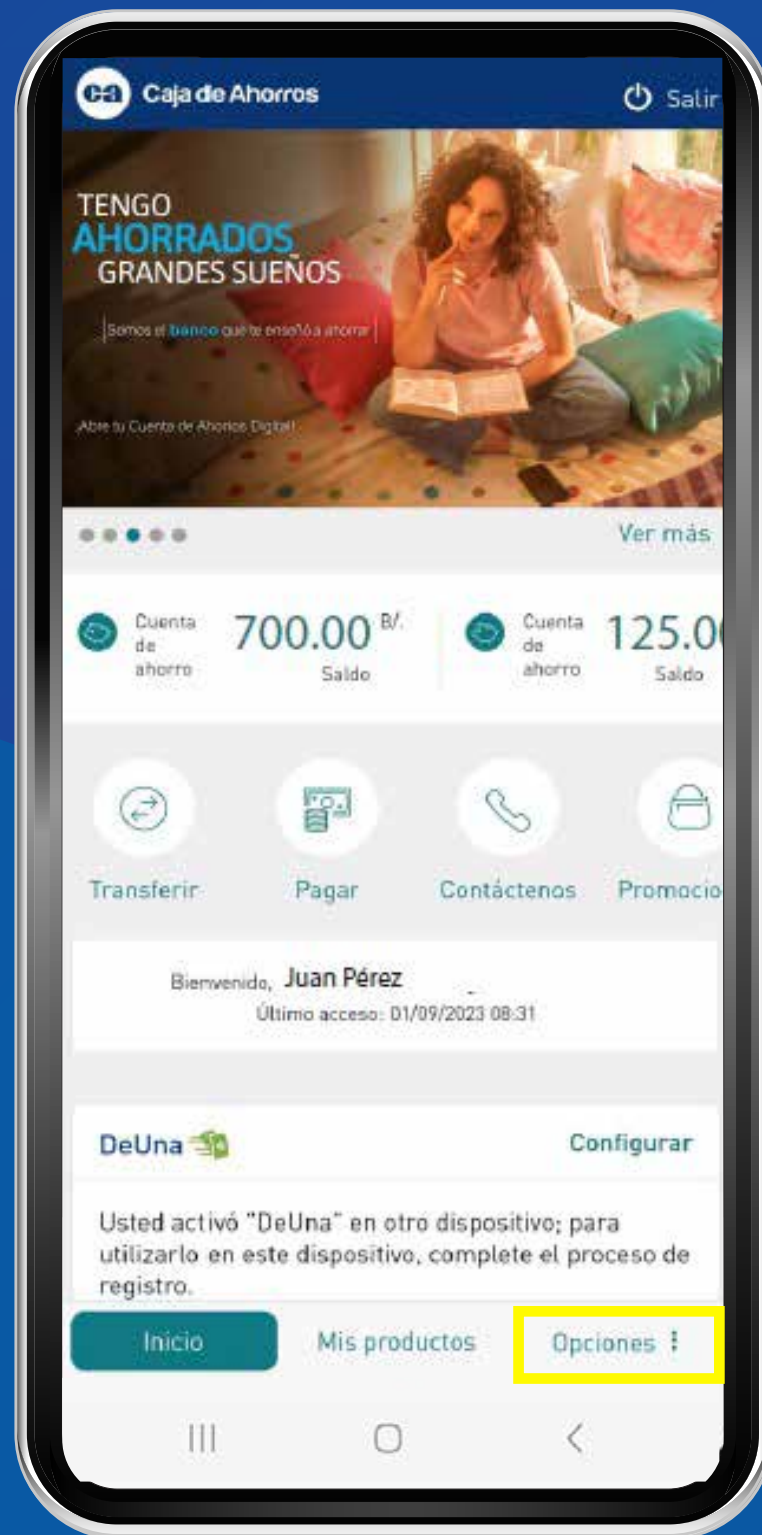 ca Caja de Ahorros
Salir
TENGO
AHORRADOS
GRANDES SUEÑOS
Somos el banco que te enseñó a ahorrar
¡Abre tu Cuenta de Ahorros Digital!
Ver más
Cuenta
de
ahorro
700.00 B/.
Saldo
Cuenta
de
ahorro
125.00
Saldo
Transferir
Pagar
Contáctenos
Promocio
Bienvenido, Juan Pérez
Último acceso: 01/09/2023 08:31
DeUna
Configurar
Usted activó "DeUna" en otro dispositivo; para
utilizarlo en este dispositivo, complete el proceso de
registro.
Inicio
Mis productos
Opciones